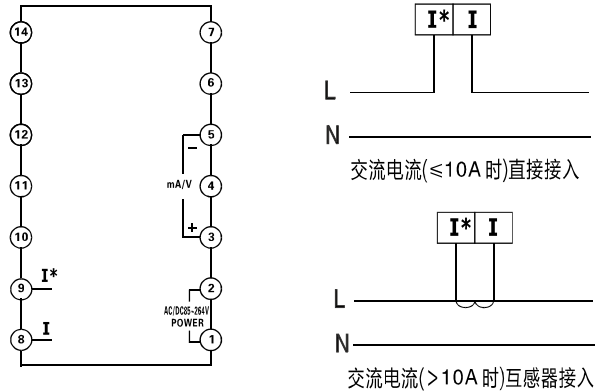 14 7
13 6
12 5
−
mA/V
11 4
+
10 3
I*
9 2
AC/DC85~264V
POWER
I
8 1
I* I
L
N
交流电流(≤10A 时)直接接入
I* I
L
N
交流电流(>10A 时)互感器接入